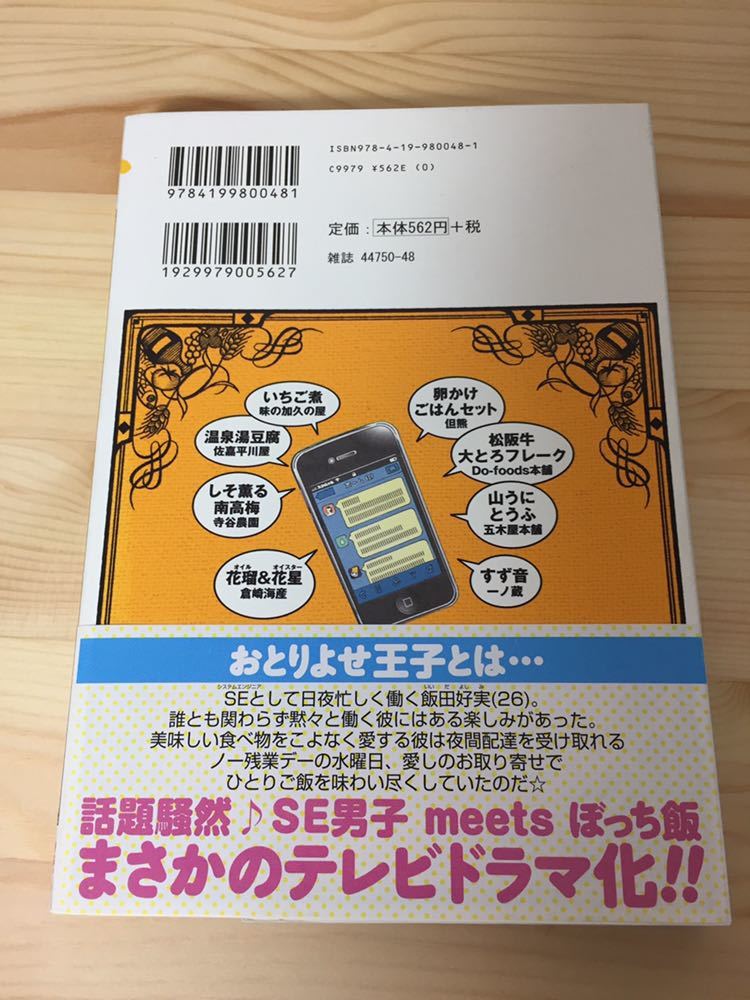 ISBN978-4-19-980048-1
C9979 ¥562E (0)
9784199800481
定価：本体562円＋税
1929979005627
雑誌 44750-48
いちご煮
味の加久の屋
卵かけ
ごはんセット
但熊
温泉湯豆腐
佐嘉平川屋
松阪牛
大とろフレーク
Do-foods本舗
しそ薫る
南高梅
寺谷農園
山うに
とうふ
五木屋本舗
オイル オイスター
花瑠&花星
倉崎海産
すず音
一ノ蔵
おとりよせ王子とは…
システムエンジニア いいだよしみ
SEとして日夜忙しく働く飯田好実(26)。
誰とも関わらず黙々と働く彼にはある楽しみがあった。
美味しい食べ物をこよなく愛する彼は夜間配達を受け取れる
ノー残業デーの水曜日、愛しのお取り寄せで
ひとりご飯を味わい尽くしていたのだ☆
話題騒然♪SE男子 meets ぼっち飯
まさかのテレビドラマ化!!